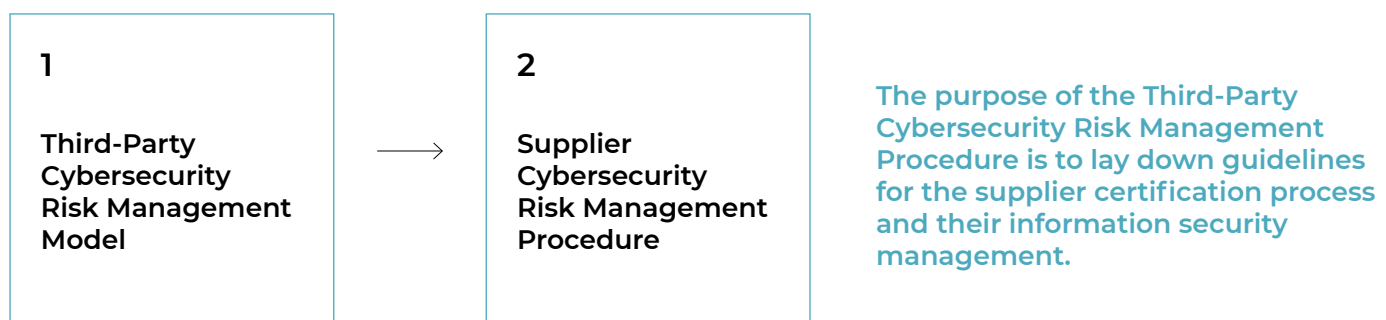 1
Third-Party
Cybersecurity
Risk Management
Model
2
Supplier
Cybersecurity
Risk Management
Procedure
The purpose of the Third-Party
Cybersecurity Risk Management
Procedure is to lay down guidelines
for the supplier certification process
and their information security
management.